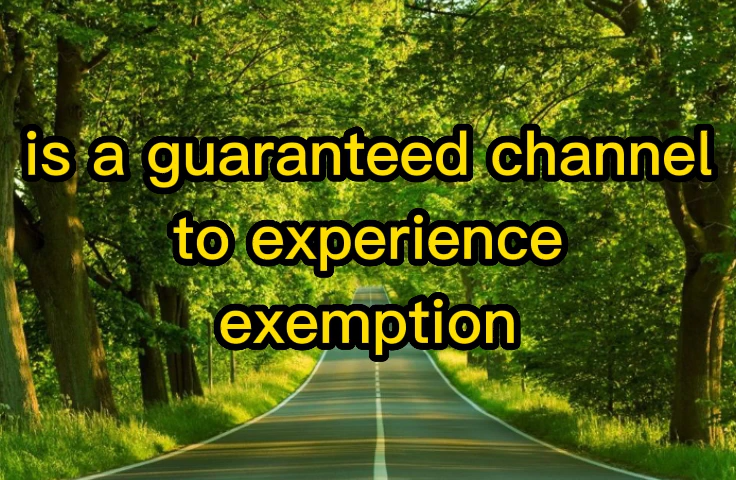 is a guaranteed channel
to experience
exemption